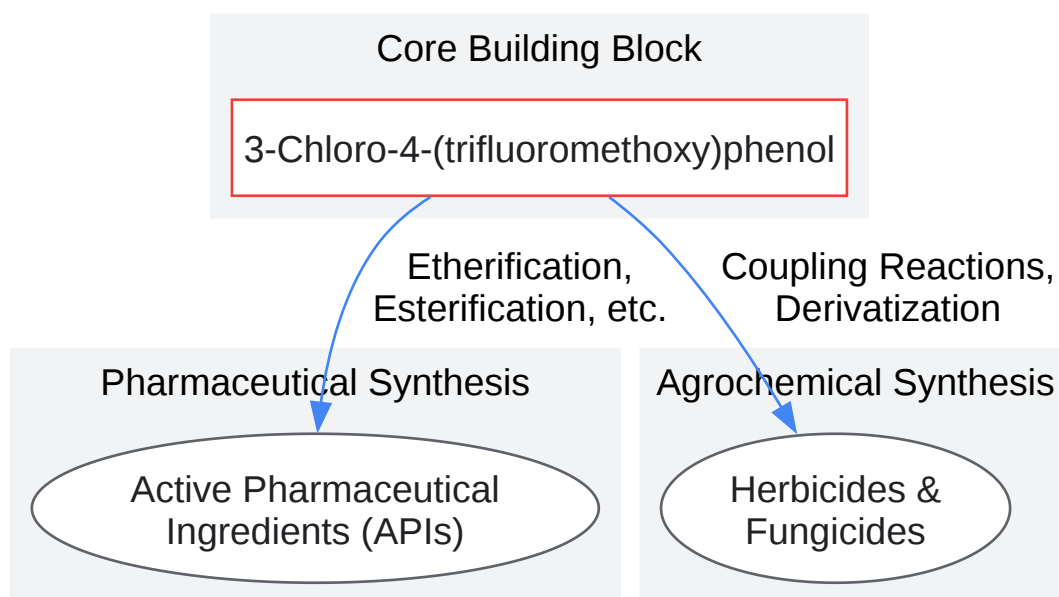 Core Building Block
3-Chloro-4-(trifluoromethoxy)phenol
Etherification,
Esterification, etc.
Coupling Reactions,
Derivatization
Pharmaceutical Synthesis
Agrochemical Synthesis
Active Pharmaceutical
Ingredients (APIs)
Herbicides &
Fungicides